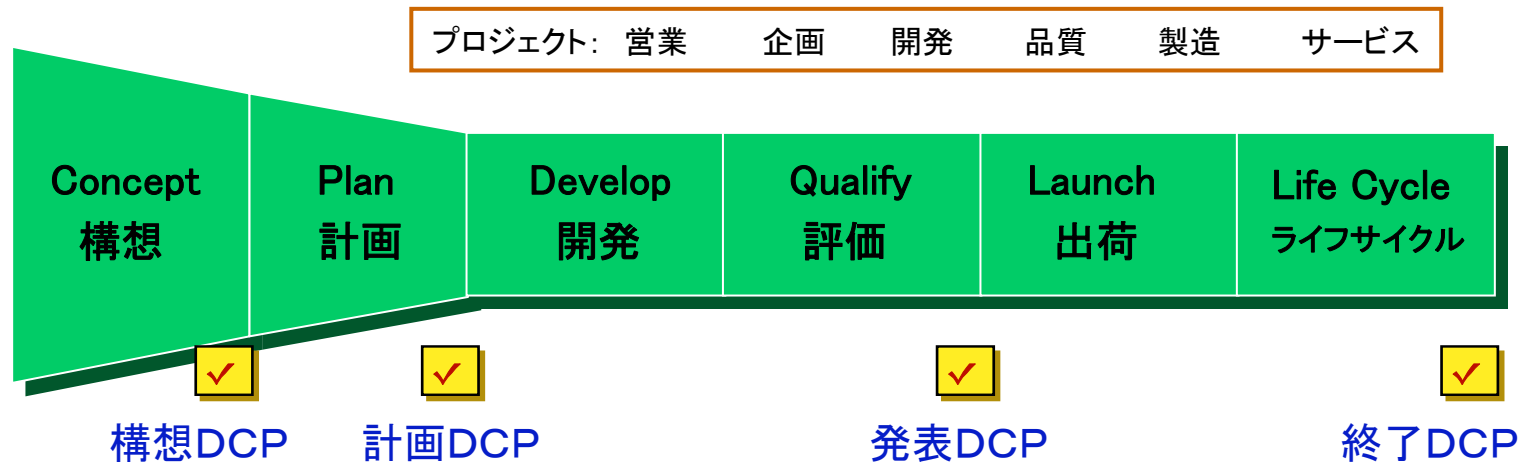 プロジェクト: 営業 企画 開発 品質 製造 サービス
Concept
構想
Plan
計画
Develop
開発
Qualify
評価
Launch
出荷
Life Cycle
ライフサイクル
構想DCP
計画DCP
発表DCP
終了DCP